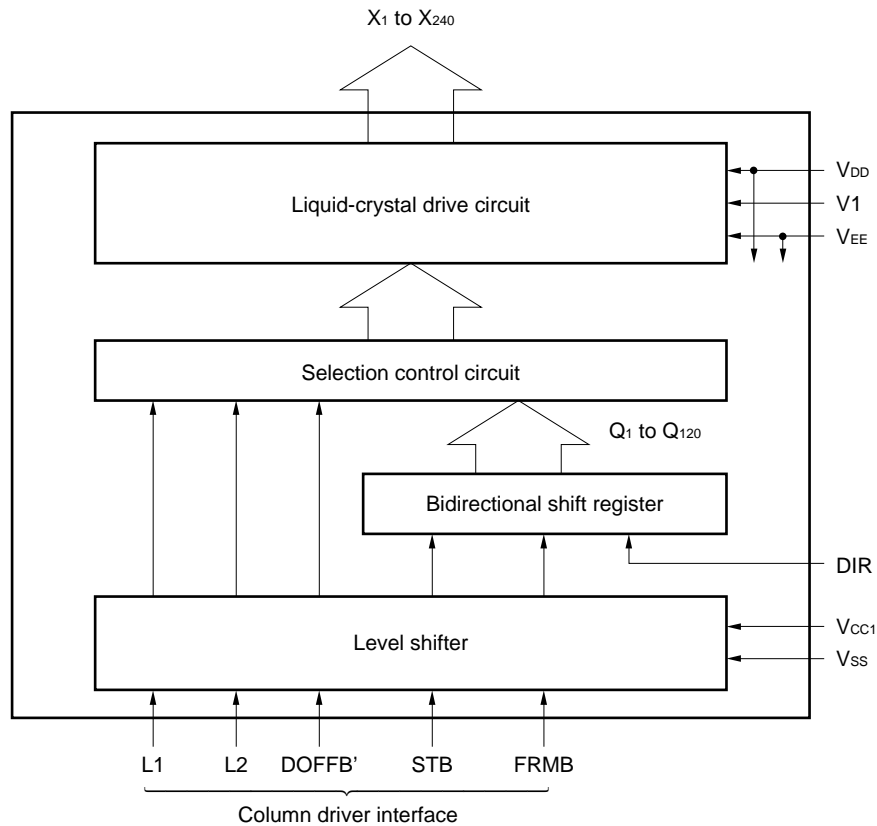 X1 to X240
Liquid-crystal drive circuit
VDD
V1
VEE
Selection control circuit
Q1 to Q120
Bidirectional shift register
DIR
Level shifter
VCC1
VSS
L1 L2 DOFFB’ STB FRMB
Column driver interface